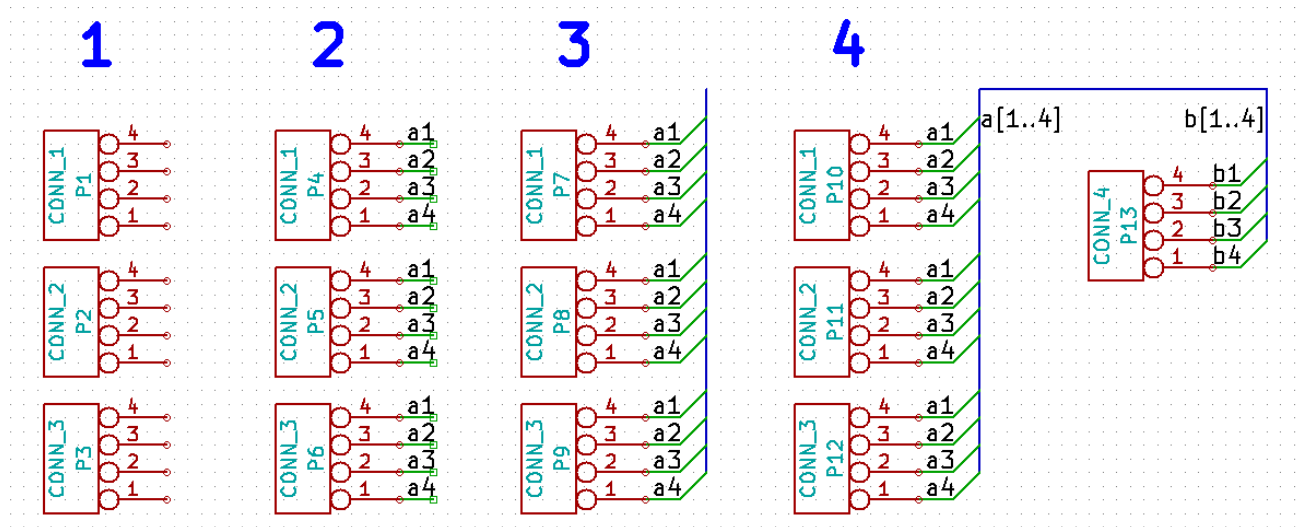 1
2
3
4
CONN_1
P1
4
3
2
1
CONN_2
P2
4
3
2
1
CONN_3
P3
4
3
2
1
CONN_1
P4
4 a1
3 a2
2 a3
1 a4
CONN_2
P5
4 a1
3 a2
2 a3
1 a4
CONN_3
P6
4 a1
3 a2
2 a3
1 a4
CONN_1
P7
4 a1
3 a2
2 a3
1 a4
CONN_2
P8
4 a1
3 a2
2 a3
1 a4
CONN_3
P9
4 a1
3 a2
2 a3
1 a4
CONN_1
P10
4 a1
3 a2
2 a3
1 a4
CONN_2
P11
4 a1
3 a2
2 a3
1 a4
CONN_3
P12
4 a1
3 a2
2 a3
1 a4
a[1..4]
b[1..4]
CONN_4
P13
4 b1
3 b2
2 b3
1 b4